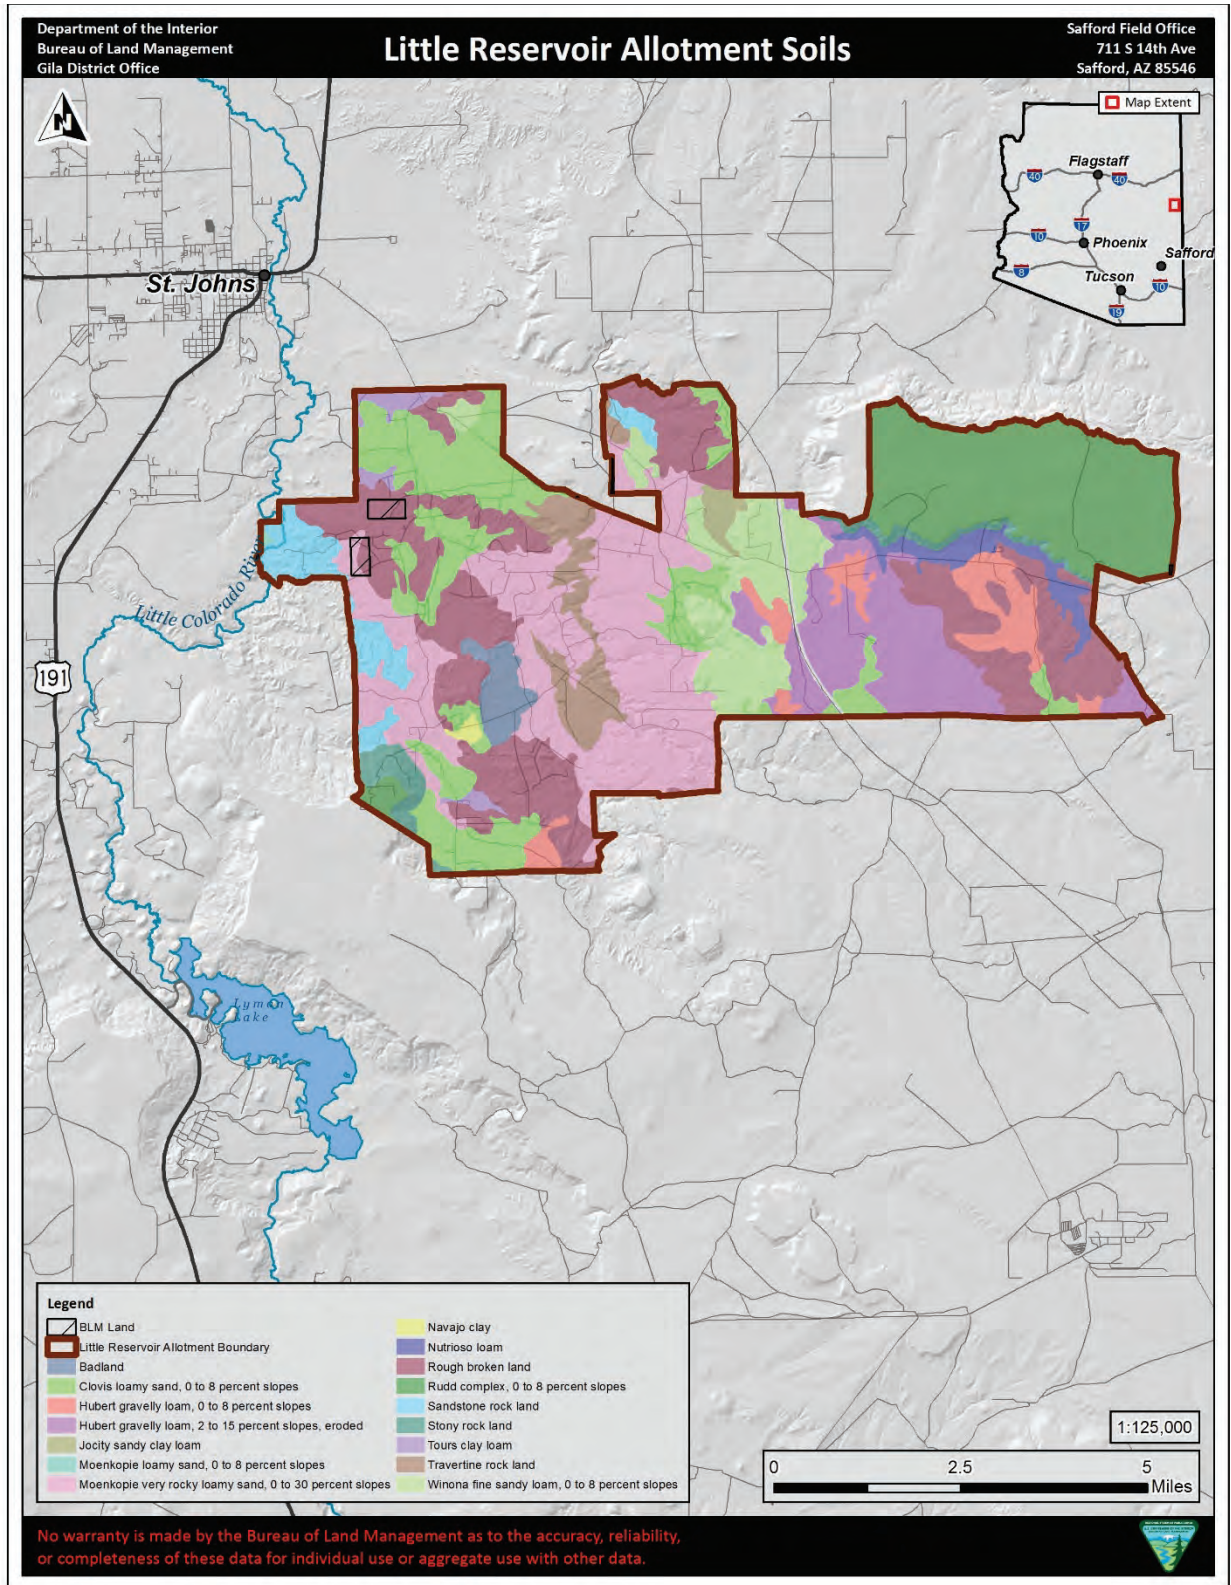 Department of the Interior
Bureau of Land Management
Gila District Office
Little Reservoir Allotment Soils
Safford Field Office
711 S 14th Ave
Safford, AZ 85546
N
Map Extent
Flagstaff
40
40
17
10
Phoenix
Safford
8
Tucson
10
19
St. Johns
Little Colorado River
191
Lyman
Lake
Legend
BLM Land
Little Reservoir Allotment Boundary
Badland
Clovis loamy sand, 0 to 8 percent slopes
Hubert gravelly loam, 0 to 8 percent slopes
Hubert gravelly loam, 2 to 15 percent slopes, eroded
Jocity sandy clay loam
Moenkopie loamy sand, 0 to 8 percent slopes
Moenkopie very rocky loamy sand, 0 to 30 percent slopes
Navajo clay
Nutrioso loam
Rough broken land
Rudd complex, 0 to 8 percent slopes
Sandstone rock land
Stony rock land
Tours clay loam
Travertine rock land
Winona fine sandy loam, 0 to 8 percent slopes
1:125,000
0 2.5 5
Miles
No warranty is made by the Bureau of Land Management as to the accuracy, reliability,
or completeness of these data for individual use or aggregate use with other data.